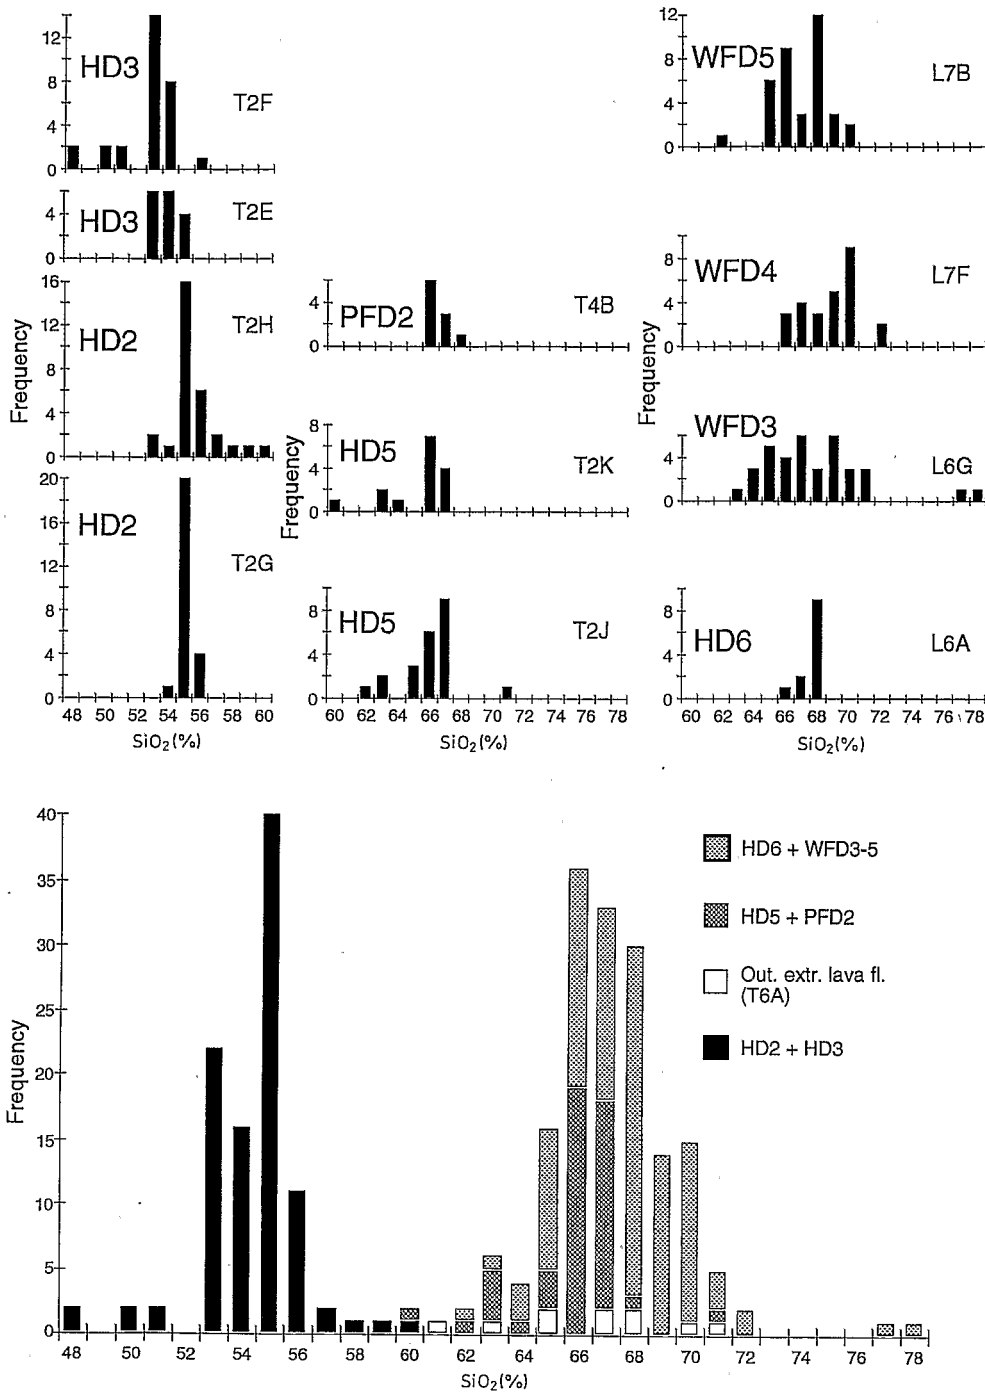 12
8
4
0
HD3
T2F
4
0
HD3
T2E
16
12
8
4
0
HD2
T2H
Frequency
20
16
12
8
4
0
HD2
T2G
48 50 52 54 56 58 60
SiO₂(%)
4
0
PFD2
T4B
8
4
0
HD5
T2K
Frequency
8
4
0
HD5
T2J
60 62 64 66 68 70 72 74 76 78
SiO₂(%)
12
8
4
0
WFD5
L7B
8
4
0
WFD4
L7F
Frequency
4
0
WFD3
L6G
8
4
0
HD6
L6A
60 62 64 66 68 70 72 74 76 78
SiO₂(%)
40
35
30
25
20
15
10
5
0
Frequency
HD6 + WFD3-5
HD5 + PFD2
Out. extr. lava fl.
(T6A)
HD2 + HD3
48 50 52 54 56 58 60 62 64 66 68 70 72 74 76 78
SiO₂(%)